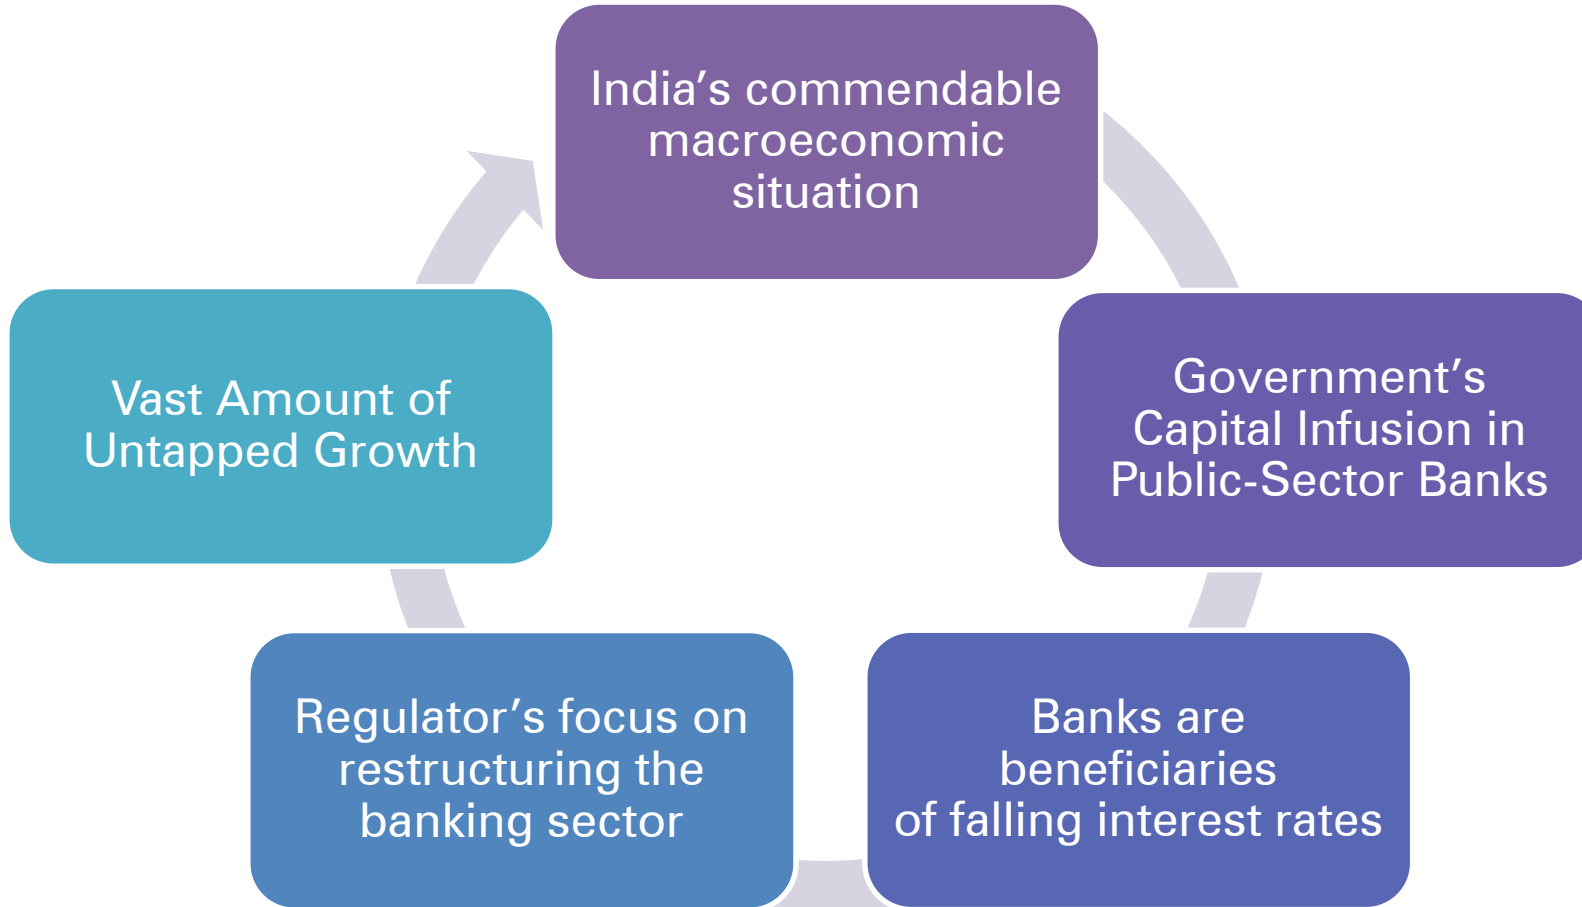 India’s commendable
macroeconomic
situation
Government’s
Capital Infusion in
Public-Sector Banks
Banks are
beneficiaries
of falling interest rates
Regulator’s focus on
restructuring the
banking sector
Vast Amount of
Untapped Growth